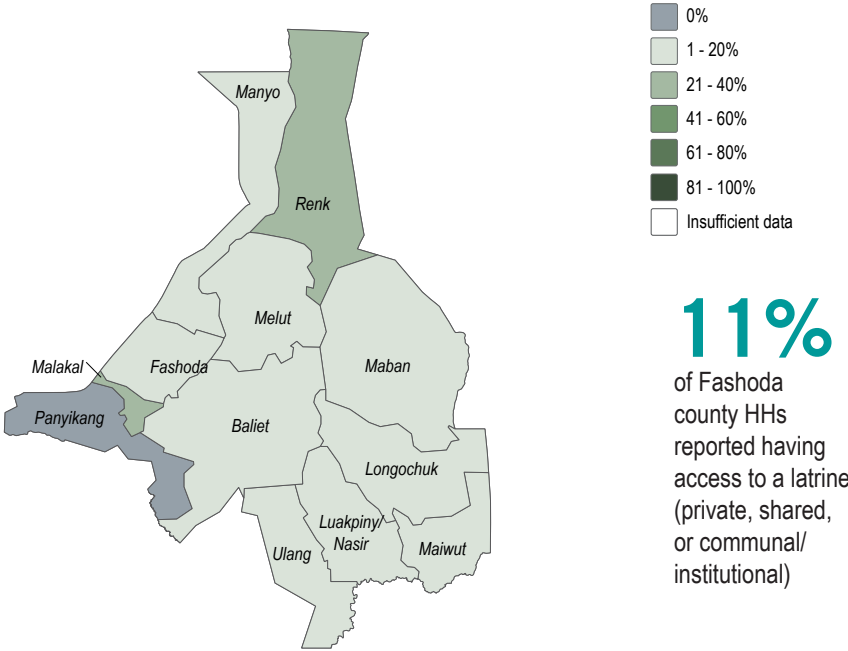 0%
1 - 20%
21 - 40%
41 - 60%
61 - 80%
81 - 100%
Insufficient data
Manyo
Renk
Melut
Malakal
Fashoda
Maban
Panyikang
Baliet
Longochuk
Luakpiny/
Nasir
Ulang
Maiwut
11%
of Fashoda
county HHs
reported having
access to a latrine
(private, shared,
or communal/
institutional)